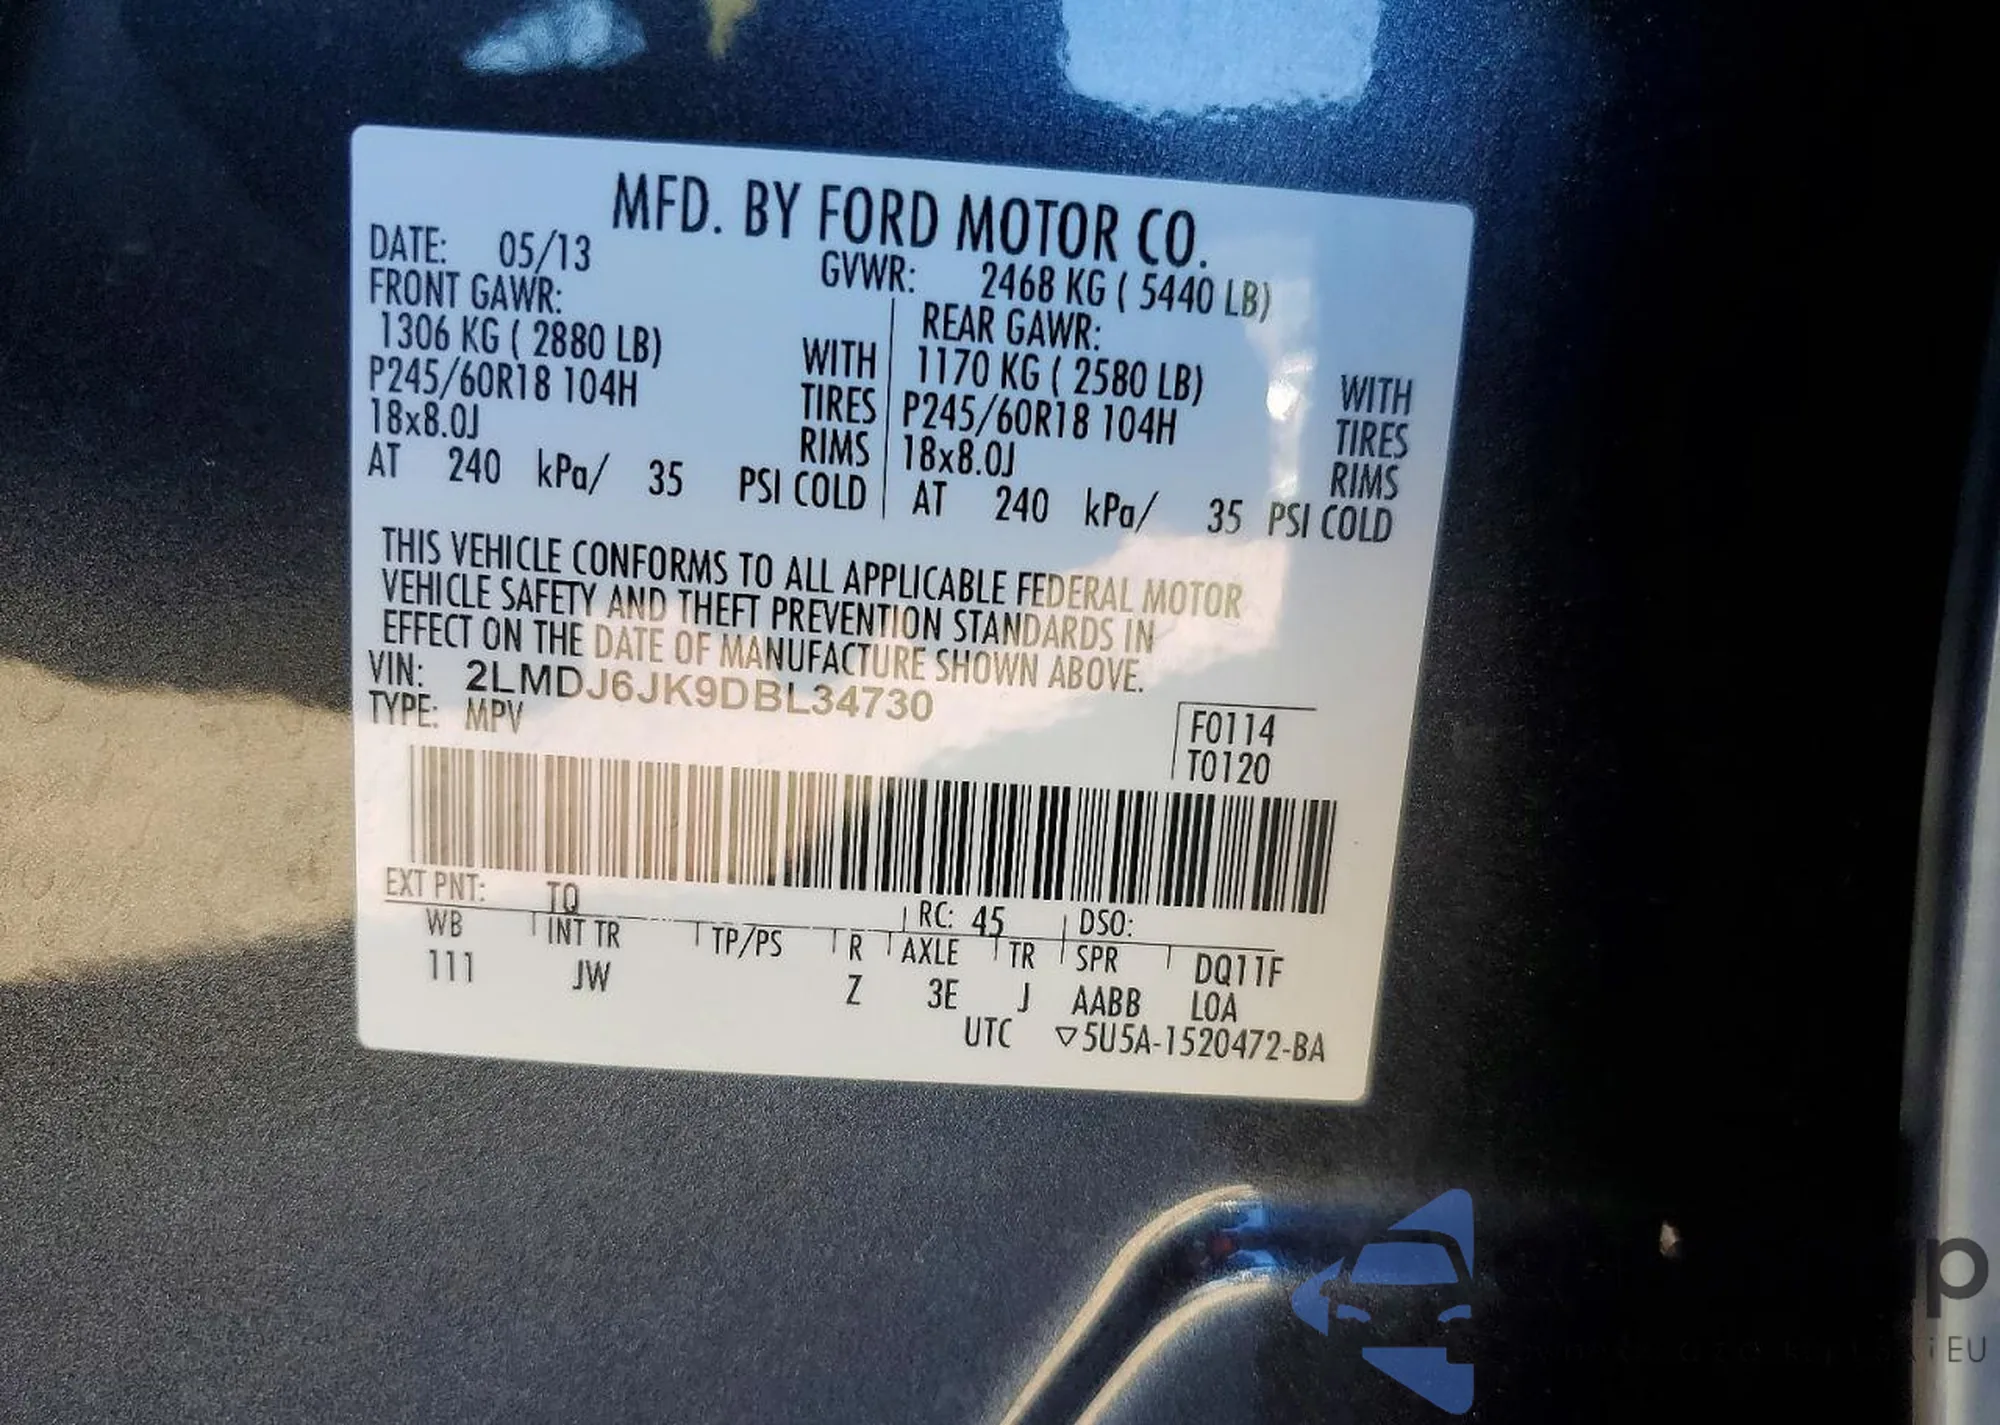 MFD. BY FORD MOTOR CO.
DATE: 05/13
GVWR: 2468 KG ( 5440 LB)
FRONT GAWR:
1306 KG ( 2880 LB) WITH
P245/60R18 104H TIRES
18x8.0J RIMS
AT 240 kPa/ 35 PSI COLD
REAR GAWR:
1170 KG ( 2580 LB) WITH
P245/60R18 104H TIRES
18x8.0J RIMS
AT 240 kPa/ 35 PSI COLD
THIS VEHICLE CONFORMS TO ALL APPLICABLE FEDERAL MOTOR
VEHICLE SAFETY AND THEFT PREVENTION STANDARDS IN
EFFECT ON THE DATE OF MANUFACTURE SHOWN ABOVE.
VIN: 2LMDJ6JK9DBL34730
TYPE: MPV
F0114
T0120
EXT PNT: TQ RC: 45 DSO:
WB INT TR TP/PS R AXLE TR SPR DQ11F
111 JW Z 3E J AABB LOA
UTC ▽5U5A-1520472-BA
p
EU